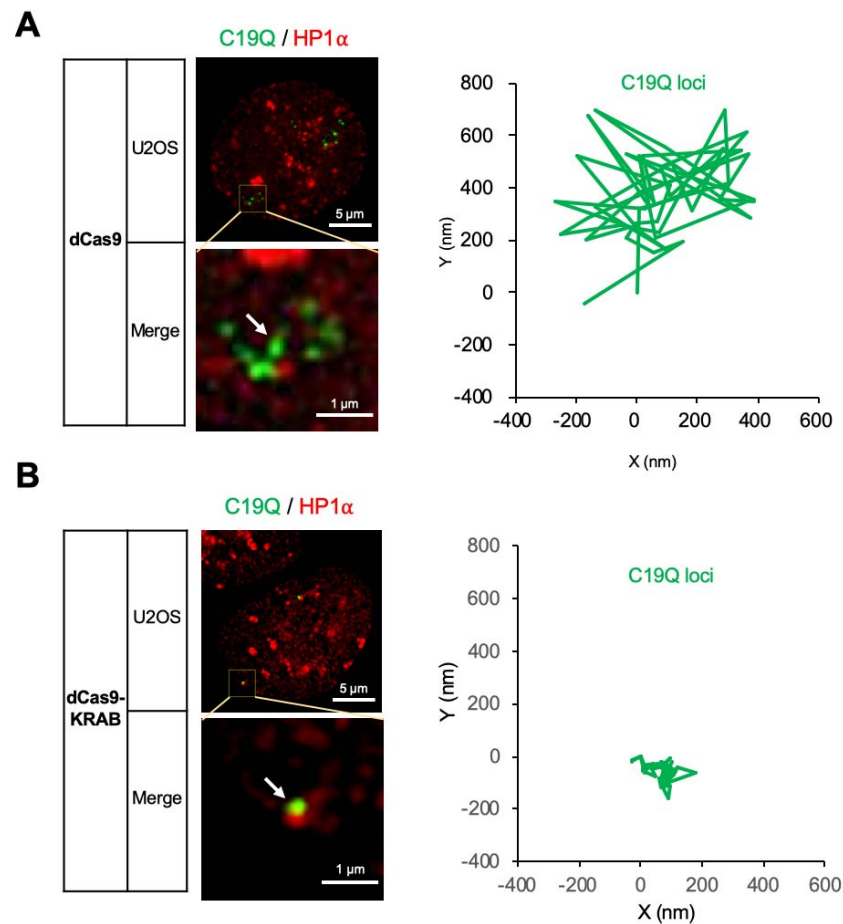 A
C19Q / HP1α
dCas9
U2OS
5 µm
Merge
1 µm
C19Q loci
800
600
400
200
0
-200
-400
Y (nm)
-400 -200 0 200 400 600
X (nm)
B
C19Q / HP1α
dCas9-
KRAB
U2OS
5 µm
Merge
1 µm
C19Q loci
800
600
400
200
0
-200
-400
Y (nm)
-400 -200 0 200 400 600
X (nm)